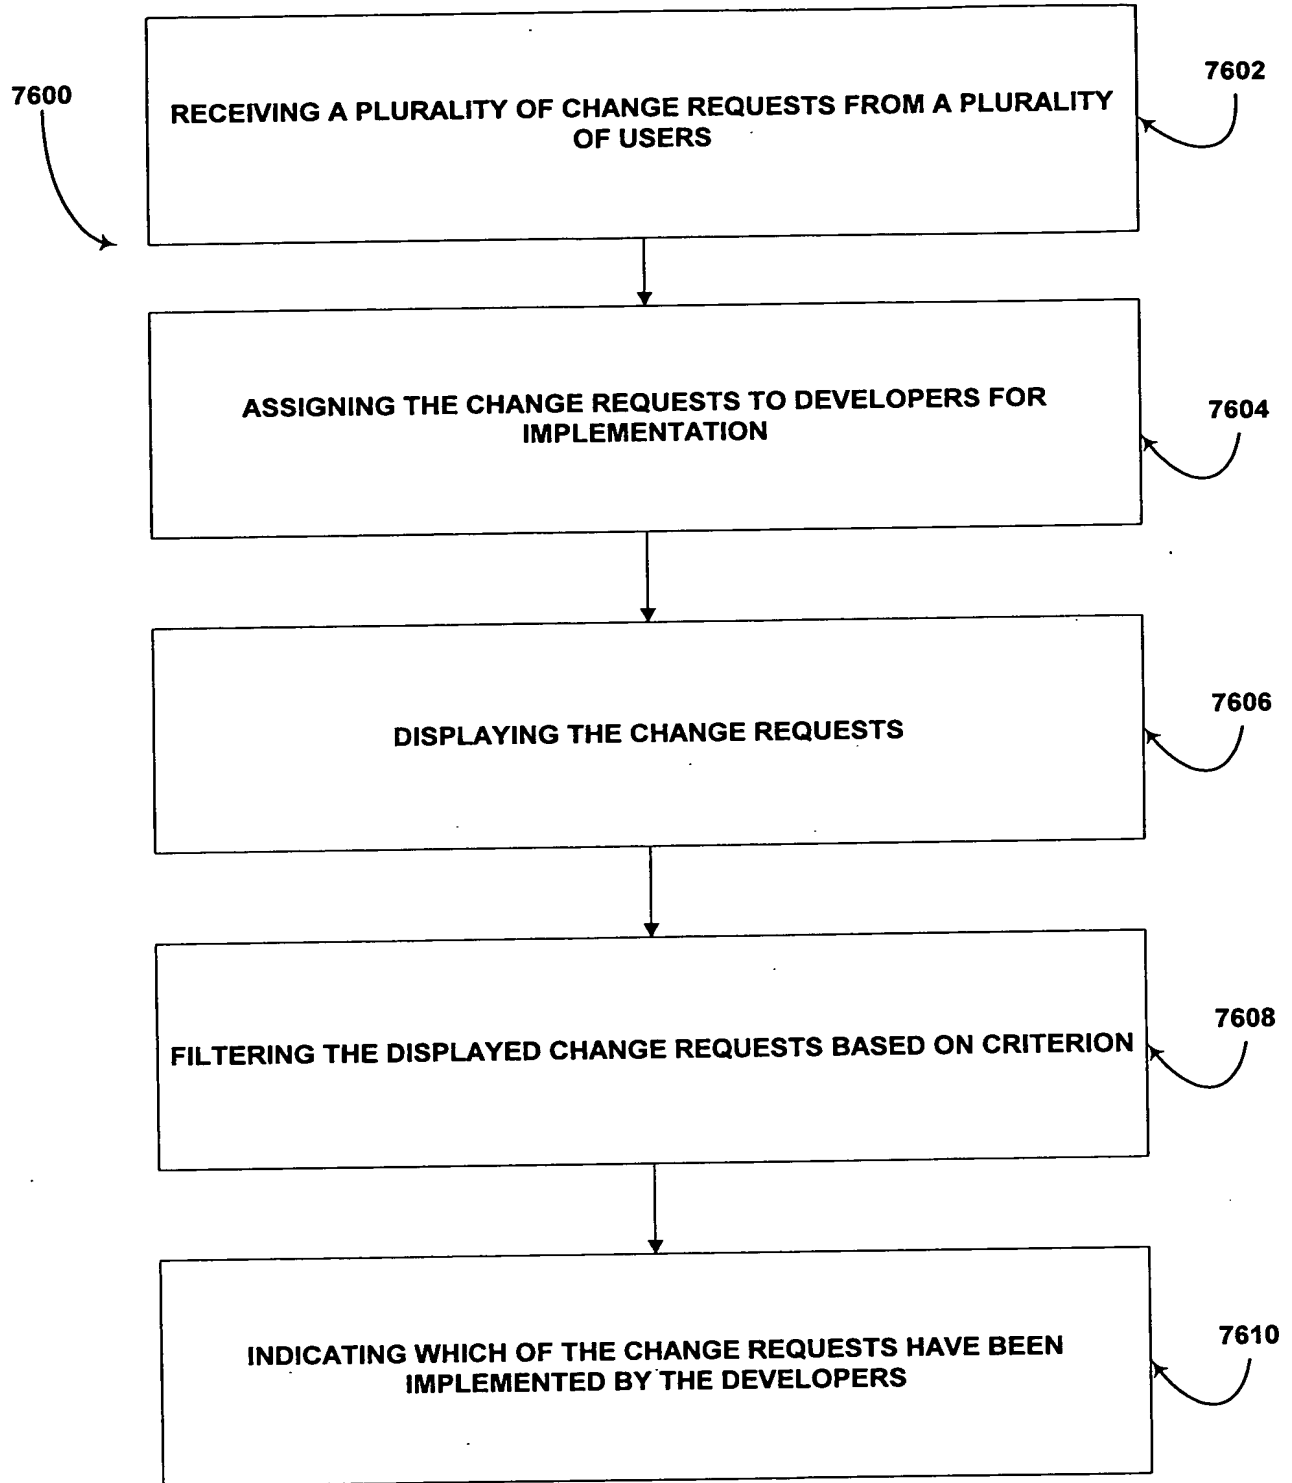 7600
RECEIVING A PLURALITY OF CHANGE REQUESTS FROM A PLURALITY
OF USERS
7602
ASSIGNING THE CHANGE REQUESTS TO DEVELOPERS FOR
IMPLEMENTATION
7604
DISPLAYING THE CHANGE REQUESTS
7606
FILTERING THE DISPLAYED CHANGE REQUESTS BASED ON CRITERION
7608
INDICATING WHICH OF THE CHANGE REQUESTS HAVE BEEN
IMPLEMENTED BY THE DEVELOPERS
7610